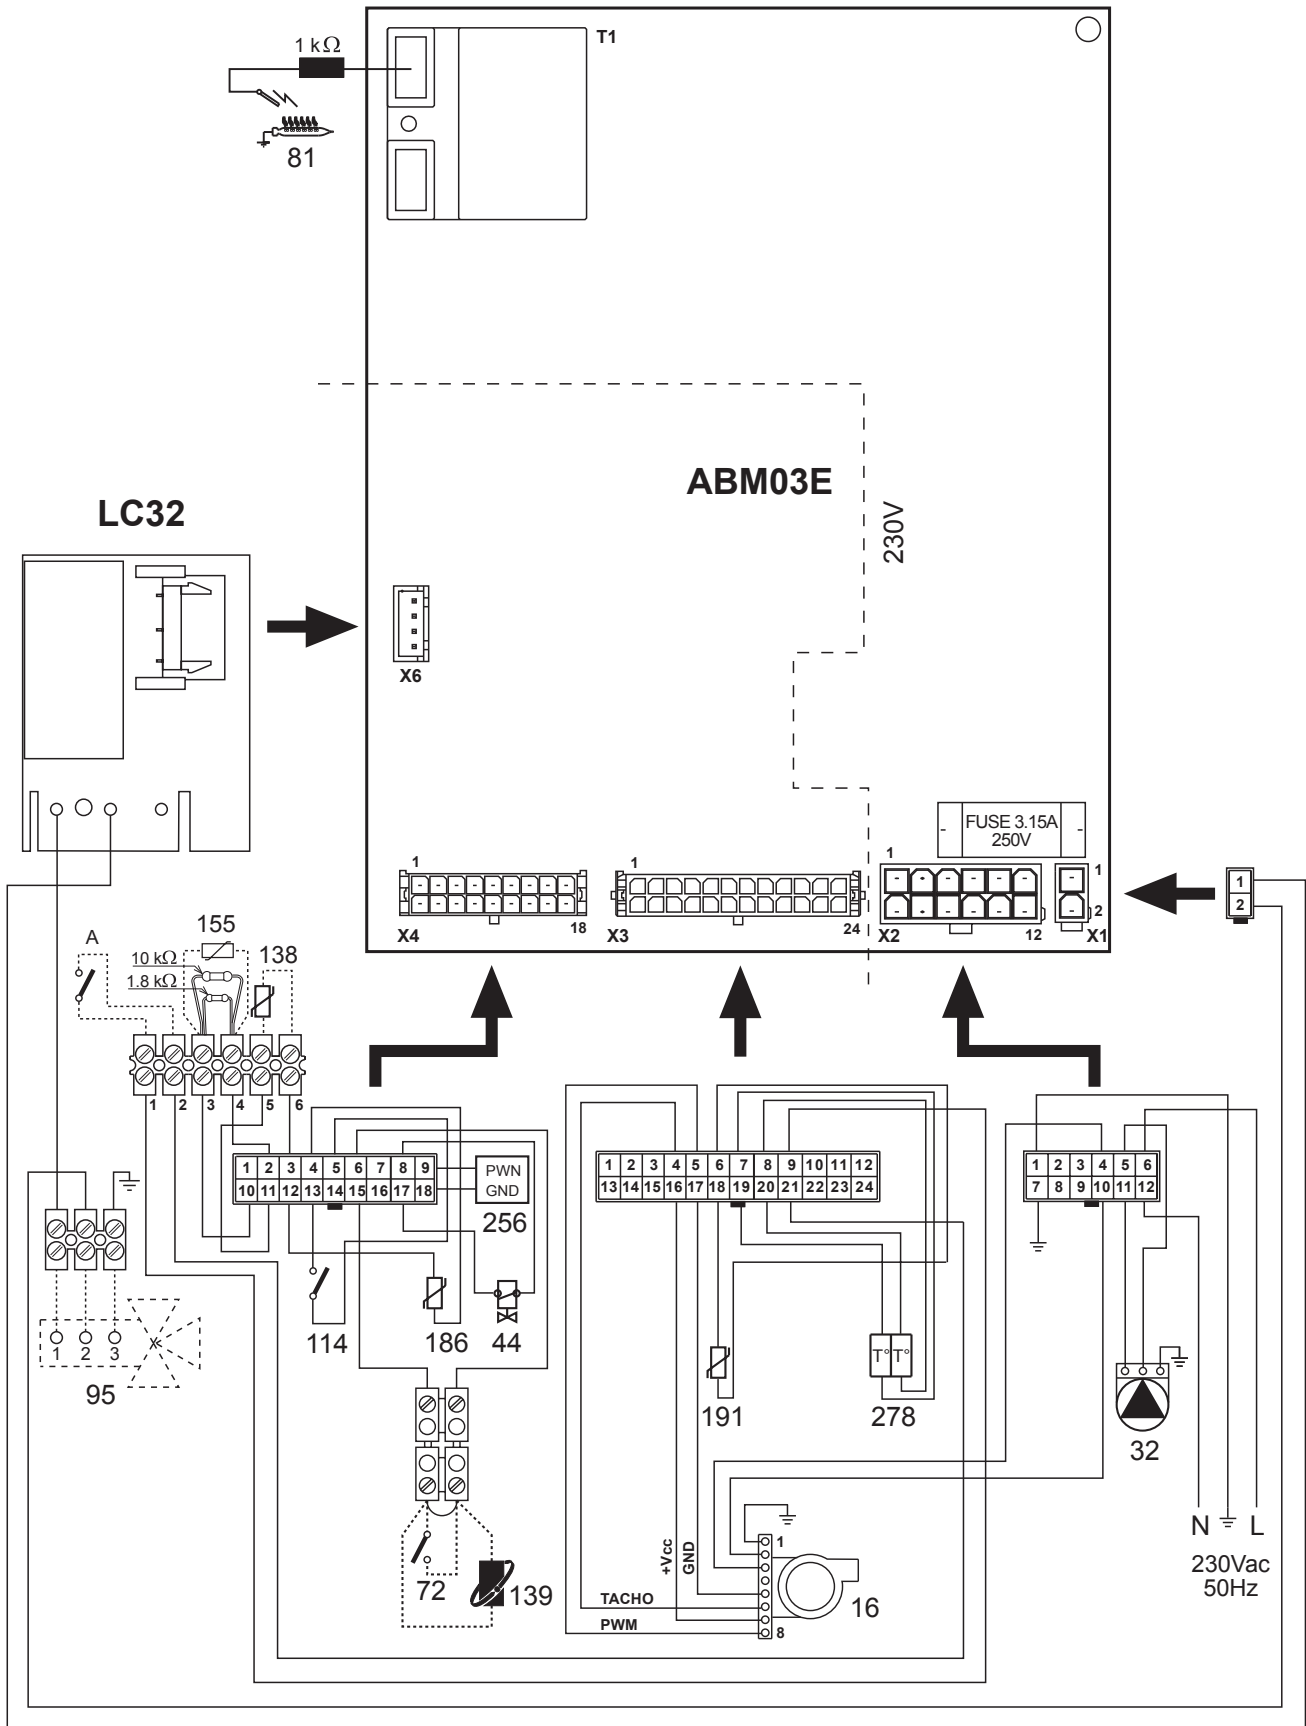 1 kΩ
T1
81
ABM03E
LC32
230V
X6
FUSE 3.15A
250V
1
1
1
1
2
X4
18
X3
24
X2
12
X1
1
2
155
A
138
10 kΩ
1.8 kΩ
1 2 3 4 5 6
1 2 3 4 5 6 7 8 9
10 11 12 13 14 15 16 17 18
PWN
GND
256
1 2 3 4 5 6 7 8 9 10 11 12
13 14 15 16 17 18 19 20 21 22 23 24
1 2 3 4 5 6
7 8 9 10 11 12
114
186
44
1 2 3
95
T° T°
191
278
32
N L
230Vac
50Hz
+Vcc
GND
TACHO
PWM
1
8
16
72
139